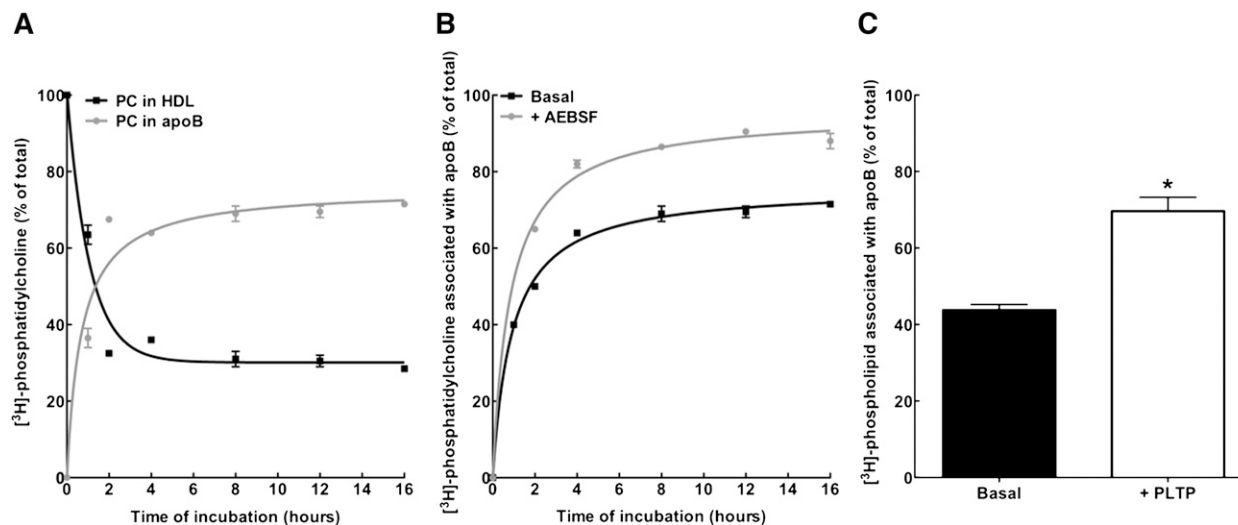 A
[³H]-phosphatidylcholine (% of total)
100
80
60
40
20
0
PC in HDL
PC in apoB
0 2 4 6 8 10 12 14 16
Time of incubation (hours)
B
[³H]-phosphatidylcholine associated with apoB (% of total)
100
80
60
40
20
0
Basal
+ AEBSF
0 2 4 6 8 10 12 14 16
Time of incubation (hours)
C
[³H]-phospholipid associated with apoB (% of total)
100
80
60
40
20
0
*
Basal + PLTP